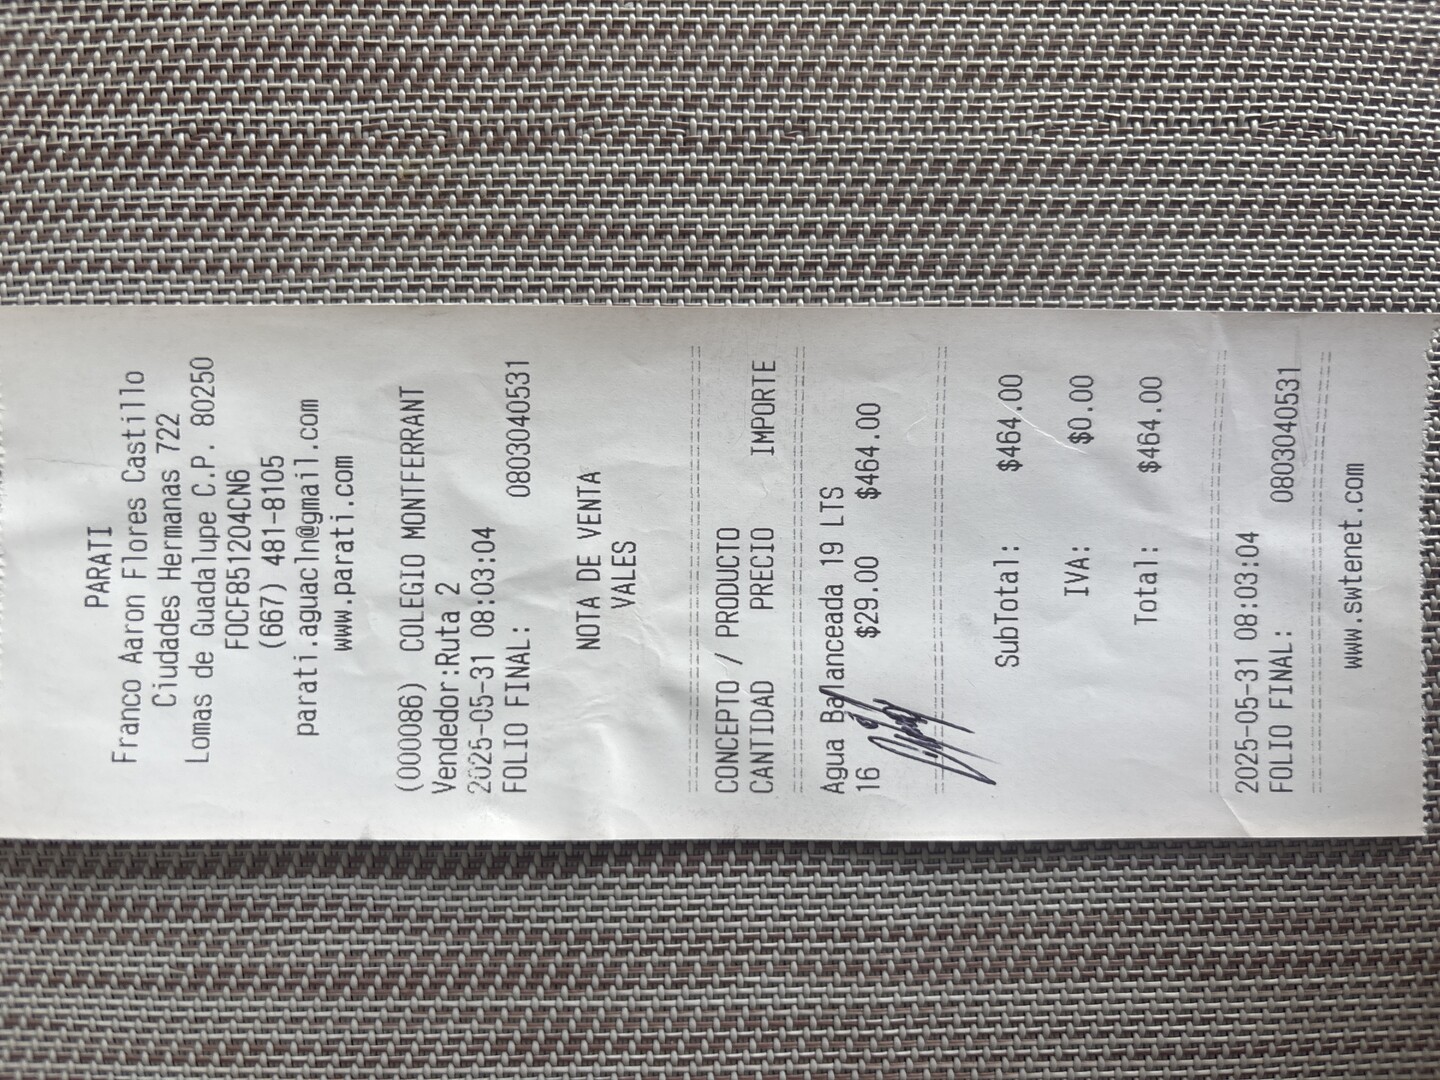 PARATI
Franco Aaron Flores Castillo
Ciudades Hermanas 722
Lomas de Guadalupe C.P. 80250
FOCF851204CN6
(667) 481-8105
parati.aguacln@gmail.com
www.parati.com
(000086) COLEGIO MONTFERRANT
Vendedor:Ruta 2
2025-05-31 08:03:04
FOLIO FINAL: 0803040531
NOTA DE VENTA
VALES
CONCEPTO / PRODUCTO
CANTIDAD PRECIO IMPORTE
Agua Balanceada 19 LTS
16 $29.00 $464.00
SubTotal: $464.00
IVA: $0.00
Total: $464.00
2025-05-31 08:03:04
FOLIO FINAL: 0803040531
www.swtenet.com